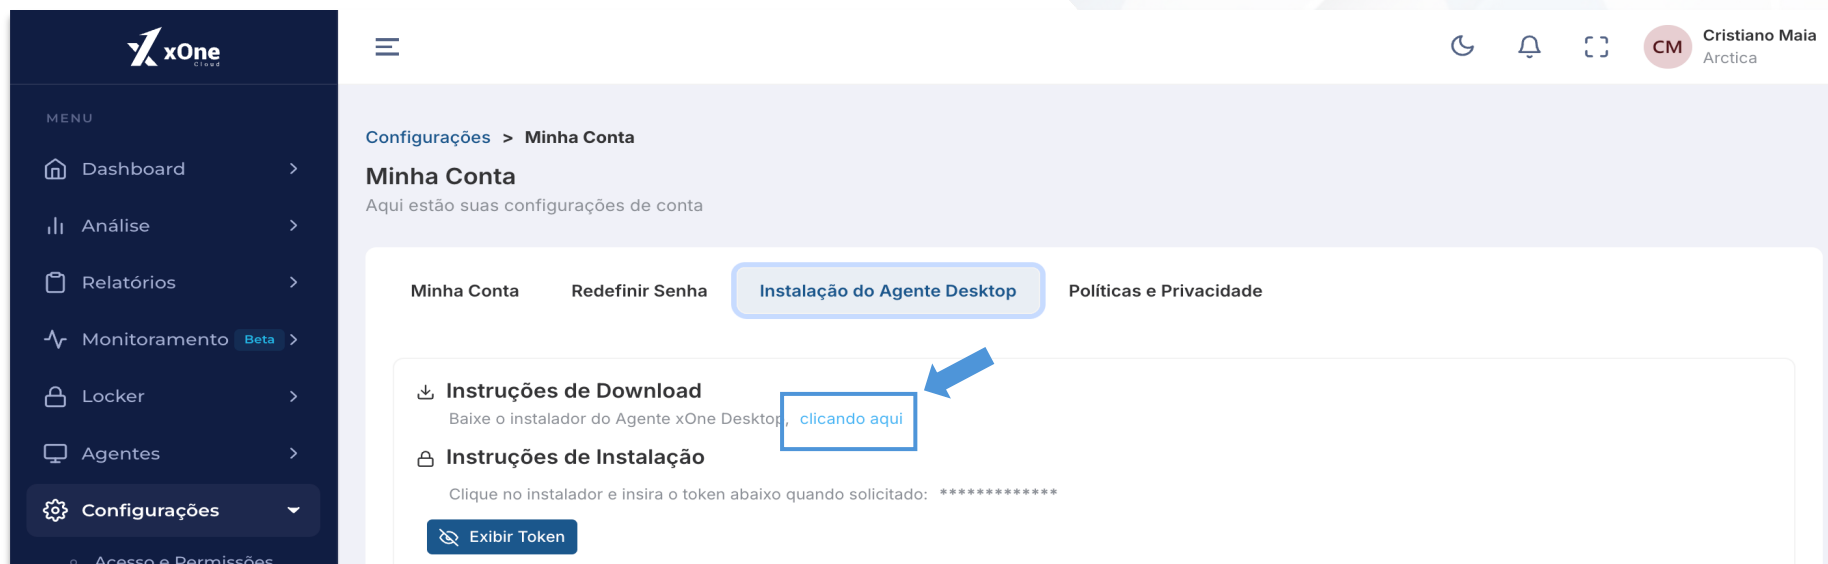 xOne
Cloud
Cristiano Maia
CM
Arctica
MENU
Dashboard
Análise
Relatórios
Monitoramento Beta
Locker
Agentes
Configurações
Acesso e Permissões
Configurações > Minha Conta
Minha Conta
Aqui estão suas configurações de conta
Minha Conta Redefinir Senha Instalação do Agente Desktop Políticas e Privacidade
Instruções de Download
Baixe o instalador do Agente xOne Desktop, clicando aqui
Instruções de Instalação
Clique no instalador e insira o token abaixo quando solicitado: *************
Exibir Token